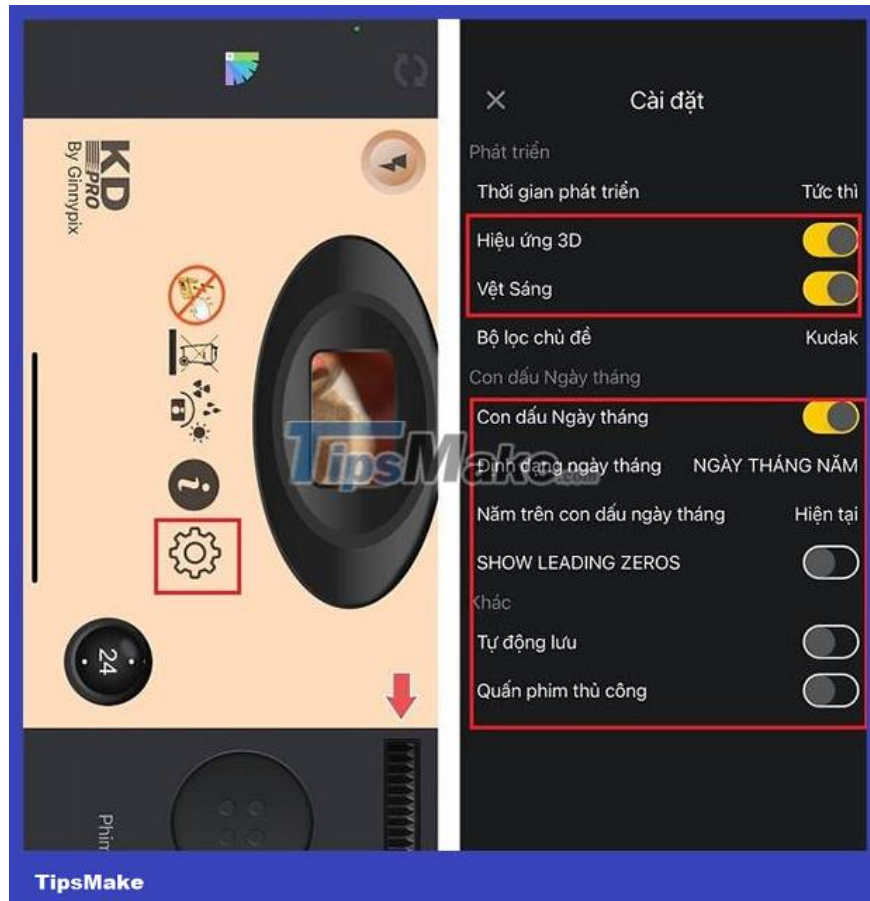 KD
PRO
By Ginnypix
24
Phim
Cài đặt
Phát triển
Thời gian phát triển Tức thì
Hiệu ứng 3D
Vệt Sáng
Bộ lọc chủ đề Kudak
Con dấu Ngày tháng
Con dấu Ngày tháng
Định dạng ngày tháng NGÀY THÁNG NĂM
Năm trên con dấu ngày tháng Hiện tại
SHOW LEADING ZEROS
Khác
Tự động lưu
Quấn phim thủ công
TipsMake.com
TipsMake